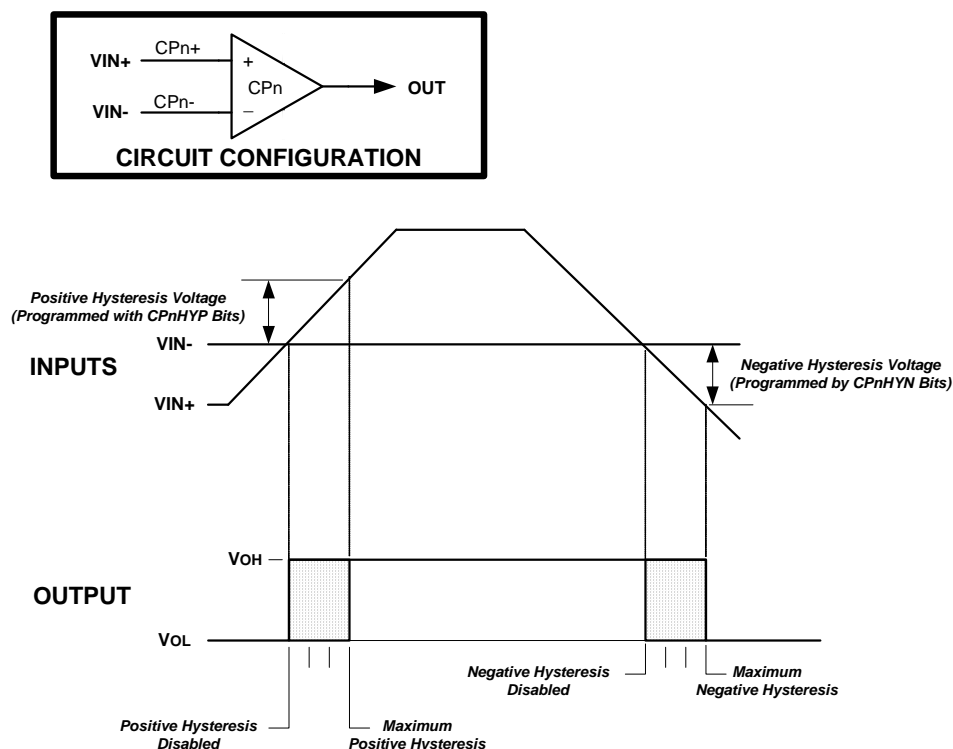 CPn+
VIN+
+
CPn
OUT
CPn-
VIN-
_
CIRCUIT CONFIGURATION
Positive Hysteresis Voltage
(Programmed with CPnHYP Bits)
VIN-
INPUTS
Negative Hysteresis Voltage
(Programmed by CPnHYN Bits)
VIN+
VOH
OUTPUT
VOL
Negative Hysteresis
Disabled
Maximum
Negative Hysteresis
Positive Hysteresis
Disabled
Maximum
Positive Hysteresis